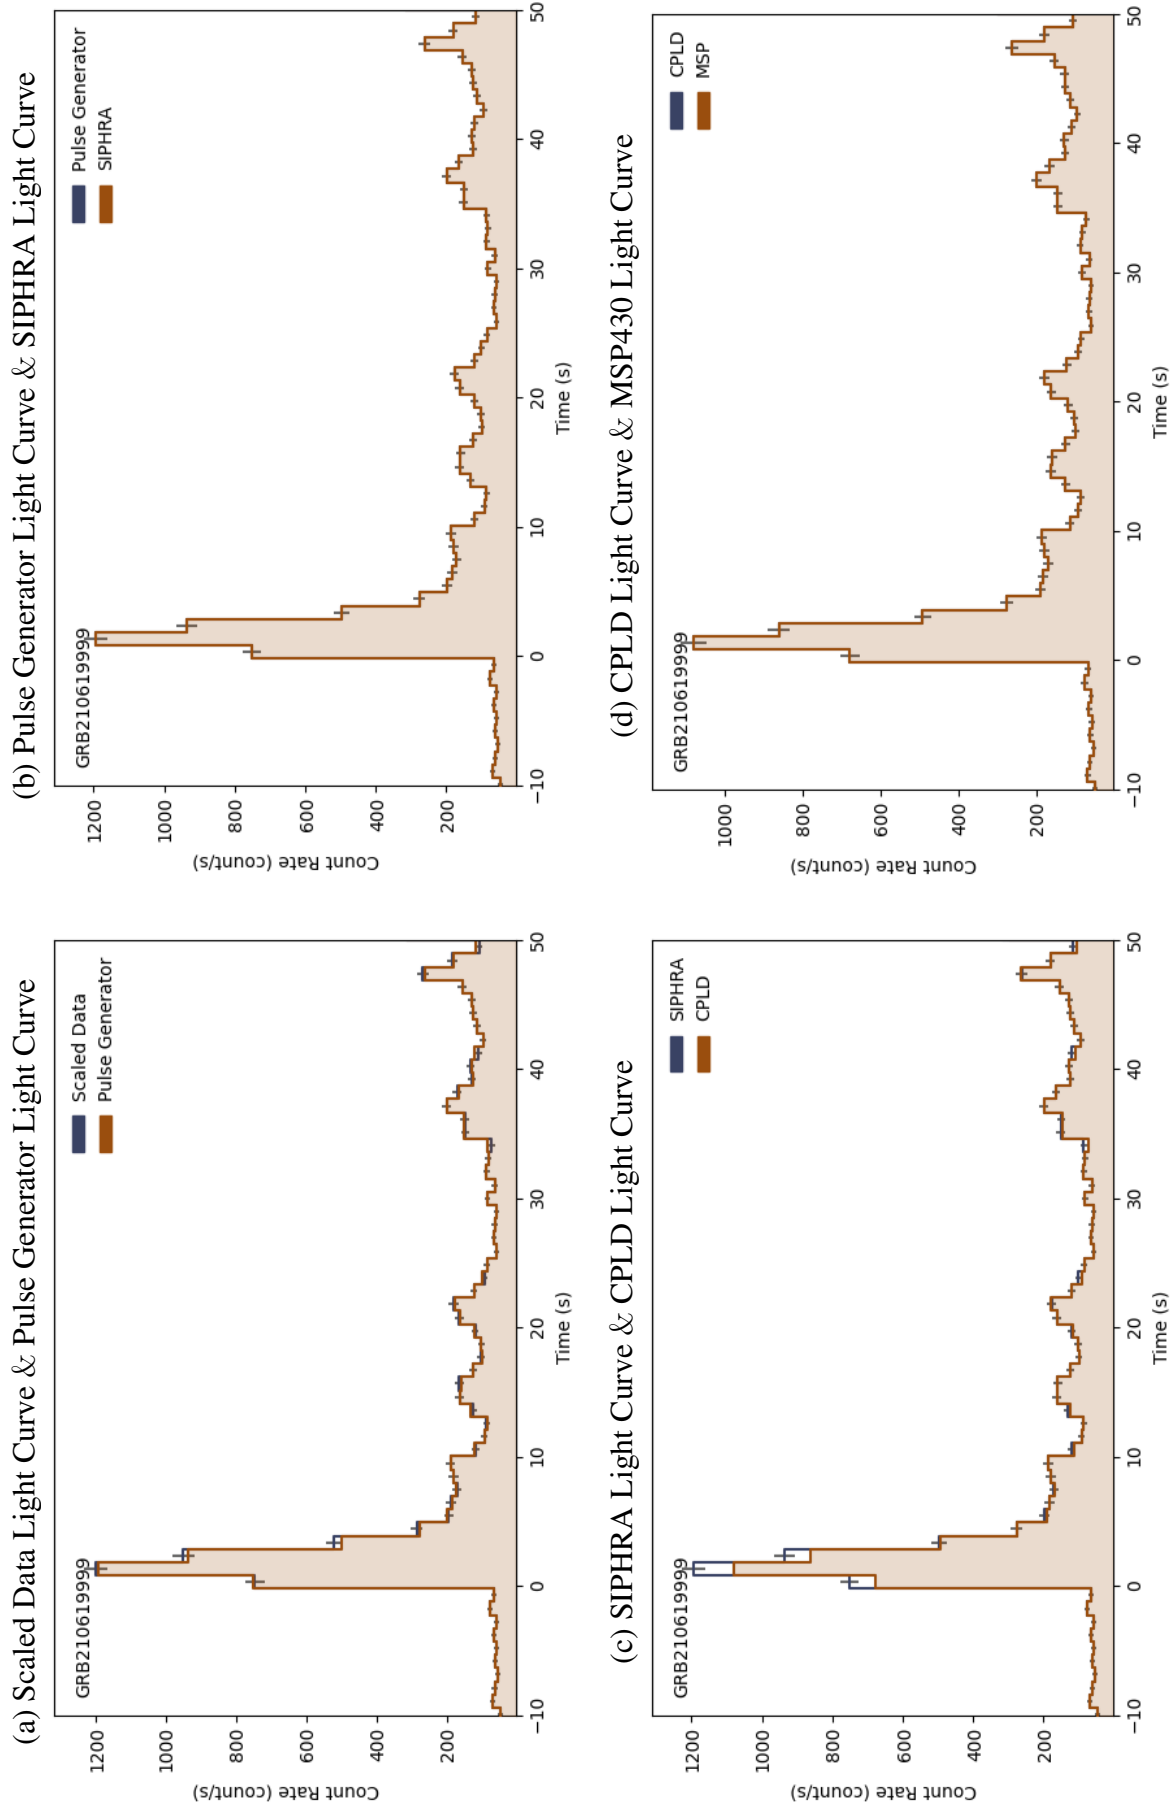 (a) Scaled Data Light Curve & Pulse Generator Light Curve
GRB210619999
Scaled Data
Pulse Generator
1200
1000
800
600
400
200
Count Rate (count/s)
−10 0 10 20 30 40 50
Time (s)
(b) Pulse Generator Light Curve & SIPHRA Light Curve
GRB210619999
Pulse Generator
SIPHRA
1200
1000
800
600
400
200
Count Rate (count/s)
−10 0 10 20 30 40 50
Time (s)
(c) SIPHRA Light Curve & CPLD Light Curve
GRB210619999
SIPHRA
CPLD
1200
1000
800
600
400
200
Count Rate (count/s)
−10 0 10 20 30 40 50
Time (s)
(d) CPLD Light Curve & MSP430 Light Curve
GRB210619999
CPLD
MSP
1000
800
600
400
200
Count Rate (count/s)
−10 0 10 20 30 40 50
Time (s)